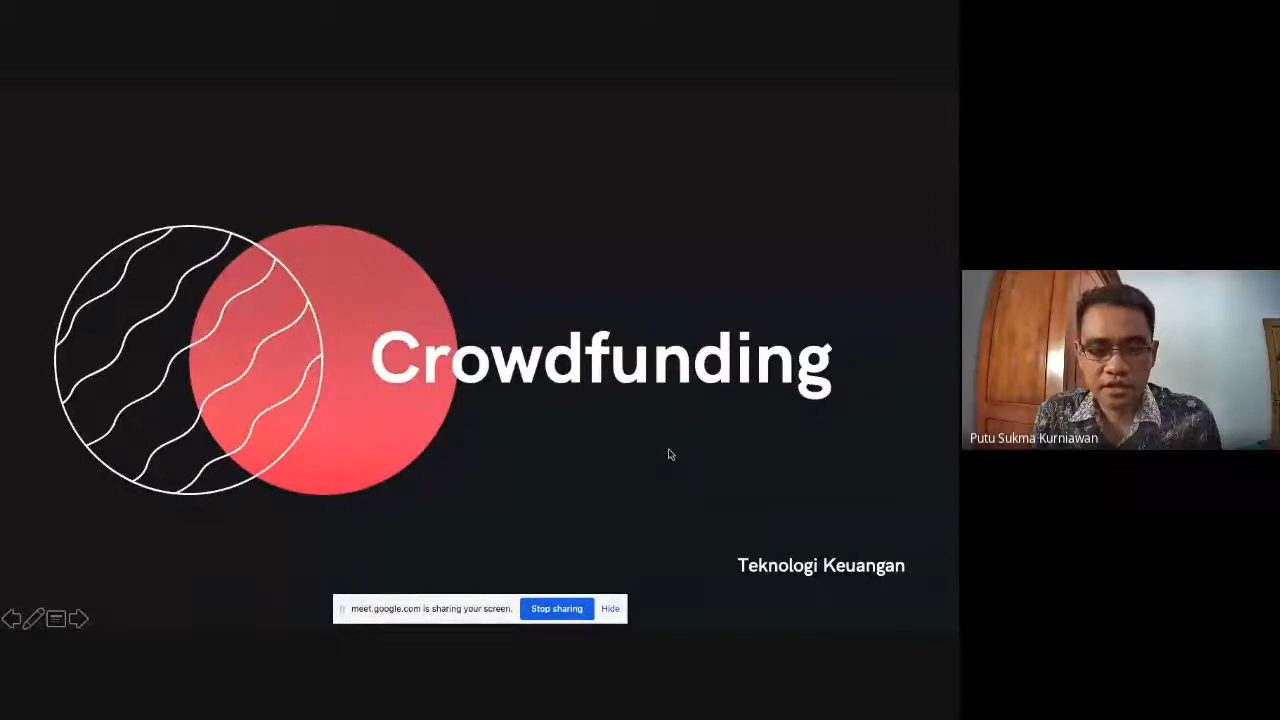 Crowdfunding
Teknologi Keuangan
meet.google.com is sharing your screen. Stop sharing Hide
Putu Sukma Kurniawan